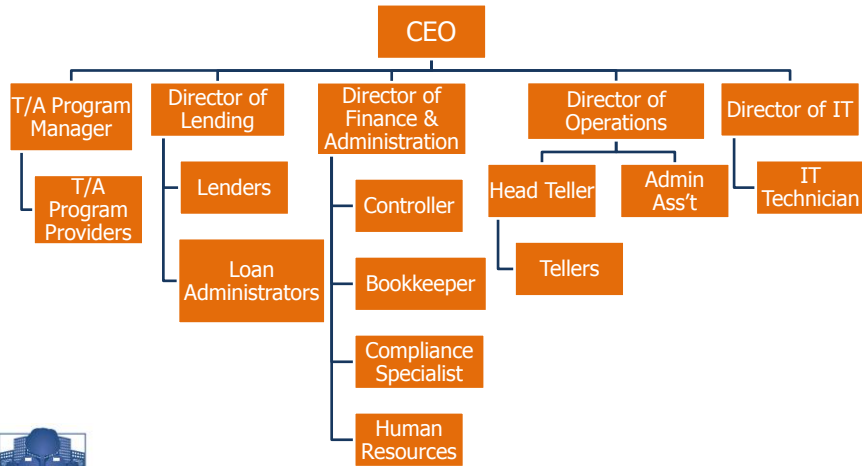 CEO
T/A Program
Manager
Director of
Lending
Director of
Finance &
Administration
Director of
Operations
Director of IT
T/A
Program
Providers
Lenders
Loan
Administrators
Controller
Bookkeeper
Compliance
Specialist
Human
Resources
Head Teller
Admin
Ass’t
Tellers
IT
Technician